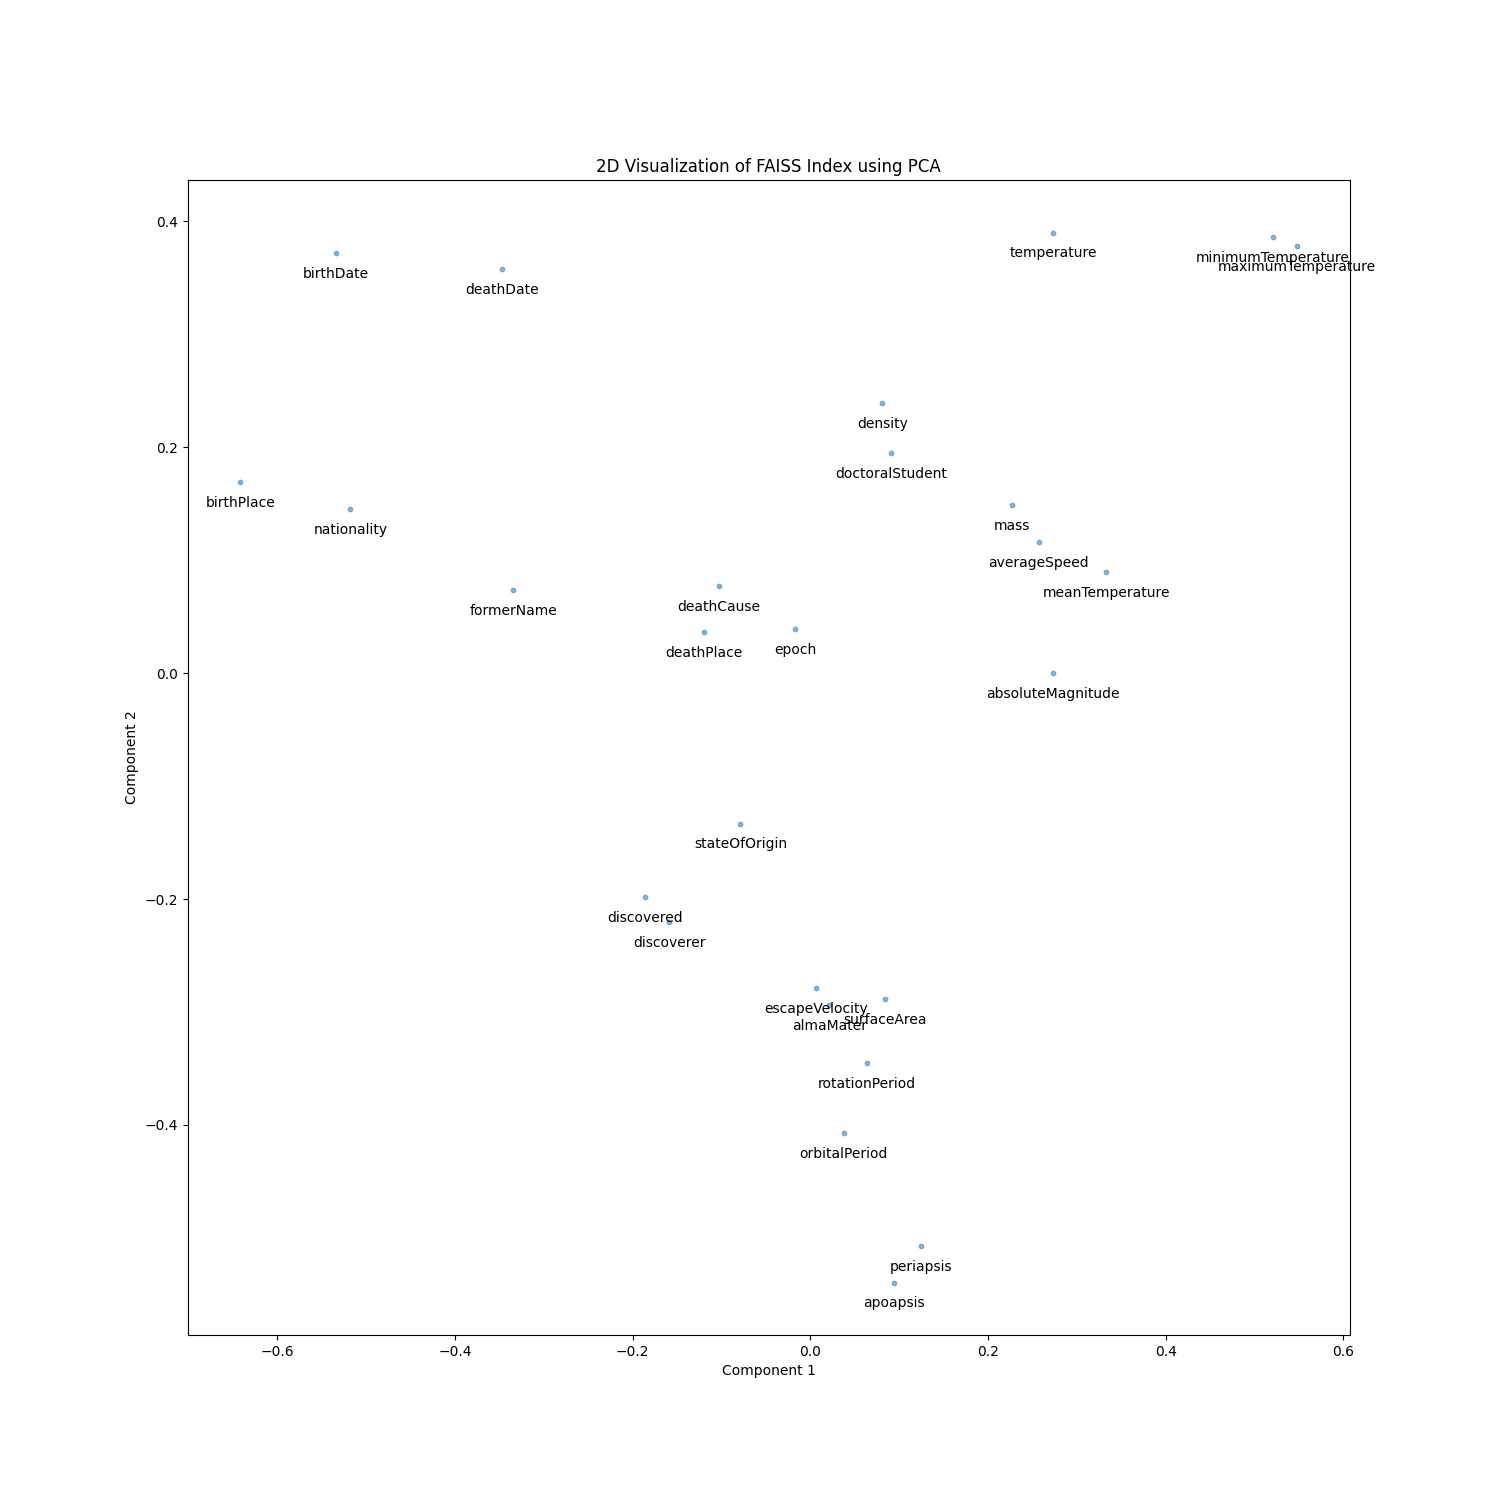 2D Visualization of FAISS Index using PCA
0.4
temperature
minimumTemperature
maximumTemperature
birthDate
deathDate
density
0.2
doctoralStudent
birthPlace
nationality
mass
averageSpeed
meanTemperature
formerName
deathCause
deathPlace
epoch
0.0
absoluteMagnitude
Component 2
stateOfOrigin
−0.2
discovered
discoverer
escapeVelocity
surfaceArea
almaMater
rotationPeriod
−0.4
orbitalPeriod
periapsis
apoapsis
−0.6 −0.4 −0.2 0.0 0.2 0.4 0.6
Component 1